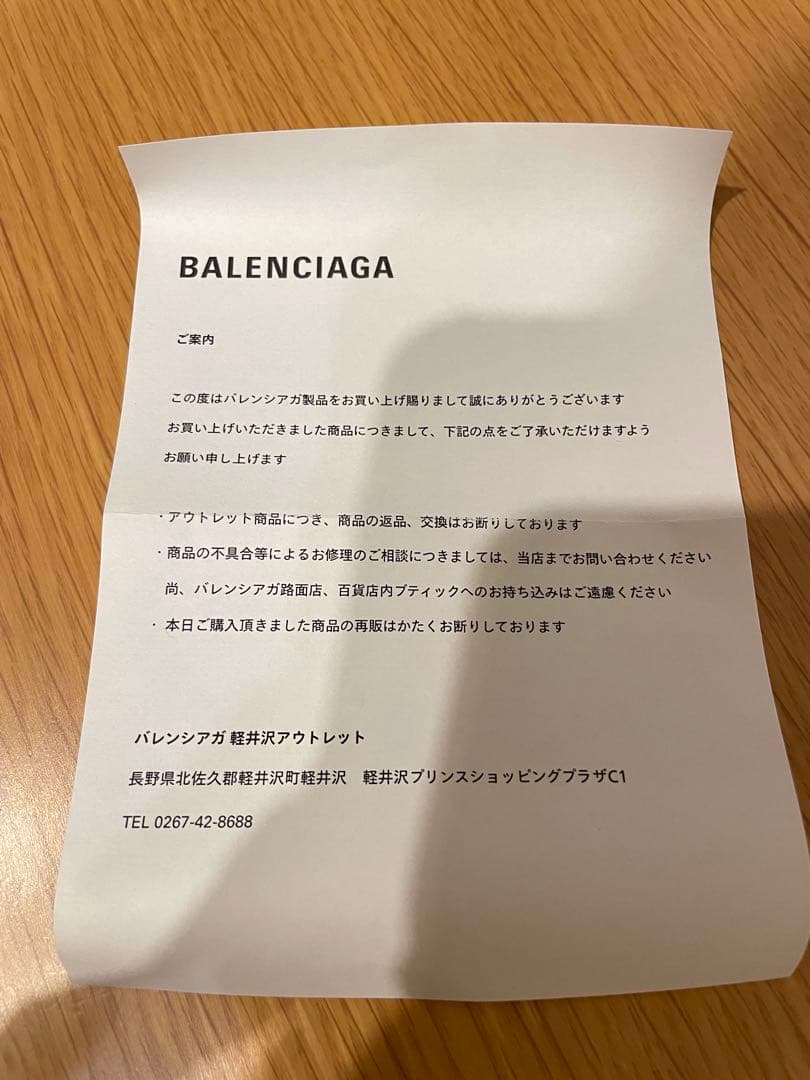 BALENCIAGA
ご案内
この度はバレンシアガ製品をお買い上げ賜りまして誠にありがとうございます
お買い上げいただきました商品につきまして、下記の点をご了承いただけますよう
お願い申し上げます
・アウトレット商品につき、商品の返品、交換はお断りしております
・商品の不具合等によるお修理のご相談につきましては、当店までお問い合わせください
尚、バレンシアガ路面店、百貨店内ブティックへのお持ち込みはご遠慮ください
・本日ご購入頂きました商品の再販はかたくお断りしております
バレンシアガ 軽井沢アウトレット
長野県北佐久郡軽井沢町軽井沢　軽井沢プリンスショッピングプラザC1
TEL 0267-42-8688